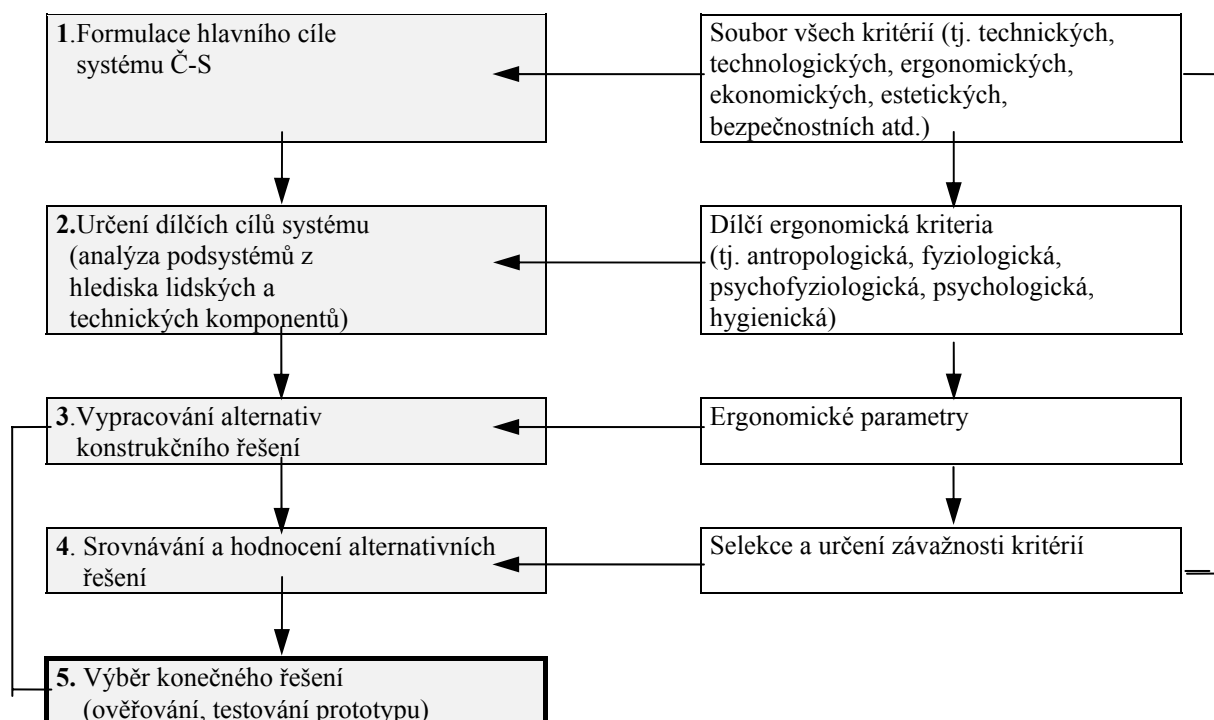 1.Formulace hlavního cíle
systému Č-S
Soubor všech kritérií (tj. technických,
technologických, ergonomických,
ekonomických, estetických,
bezpečnostních atd.)
2.Určení dílčích cílů systému
(analýza podsystémů z
hlediska lidských a
technických komponentů)
Dílčí ergonomická kriteria
(tj. antropologická, fyziologická,
psychofyziologická, psychologická,
hygienická)
3.Vypracování alternativ
konstrukčního řešení
Ergonomické parametry
4. Srovnávání a hodnocení alternativních
řešení
Selekce a určení závažnosti kritérií
5. Výběr konečného řešení
(ověřování, testování prototypu)